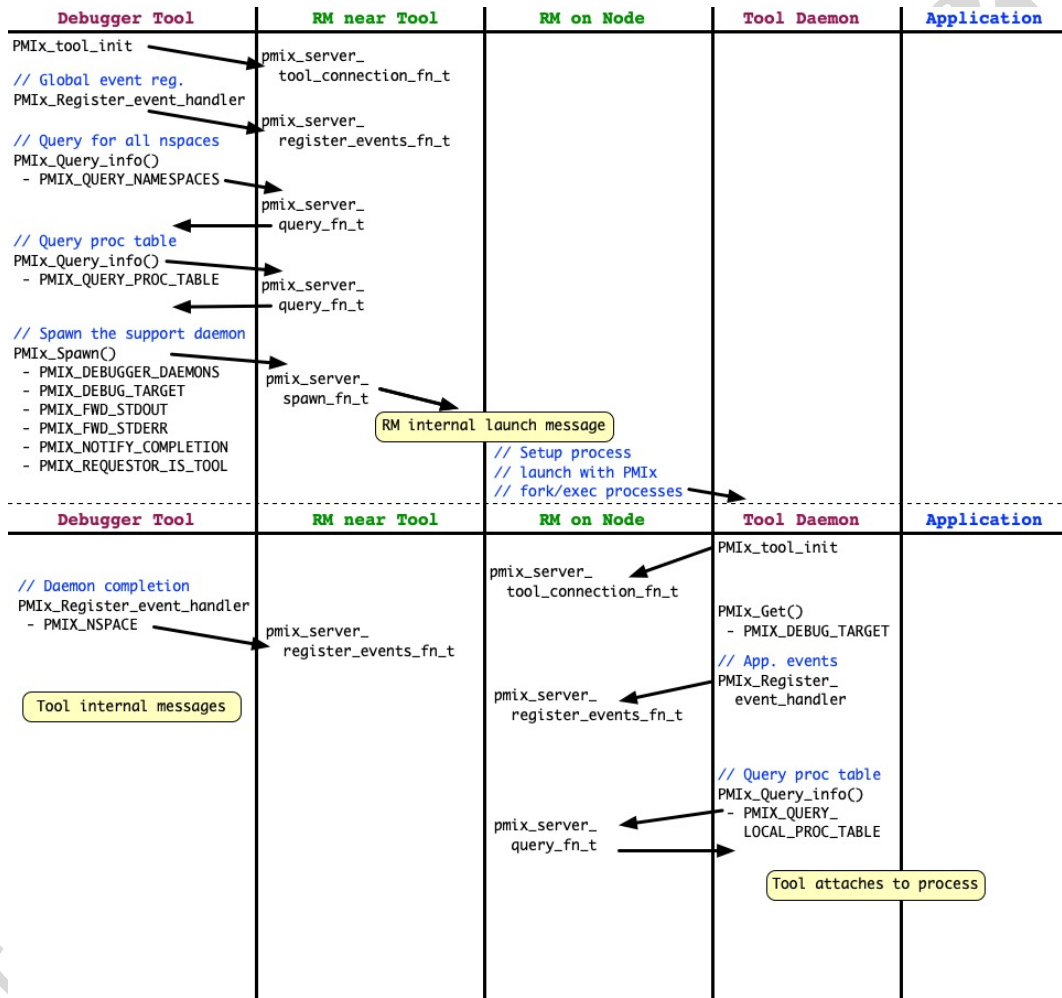 Debugger Tool
RM near Tool
RM on Node
Tool Daemon
Application
PMIx_tool_init
pmix_server_
tool_connection_fn_t
// Global event reg.
PMIx_Register_event_handler
pmix_server_
register_events_fn_t
// Query for all nspaces
PMIx_Query_info()
- PMIX_QUERY_NAMESPACES
pmix_server_
query_fn_t
// Query proc table
PMIx_Query_info()
- PMIX_QUERY_PROC_TABLE
pmix_server_
query_fn_t
// Spawn the support daemon
PMIx_Spawn()
- PMIX_DEBUGGER_DAEMONS
- PMIX_DEBUG_TARGET
- PMIX_FWD_STDOUT
- PMIX_FWD_STDERR
- PMIX_NOTIFY_COMPLETION
- PMIX_REQUESTOR_IS_TOOL
pmix_server_
spawn_fn_t
RM internal launch message
// Setup process
// launch with PMIx
// fork/exec processes
Debugger Tool
RM near Tool
RM on Node
Tool Daemon
Application
PMIx_tool_init
pmix_server_
tool_connection_fn_t
// Daemon completion
PMIx_Register_event_handler
- PMIX_NSPACE
pmix_server_
register_events_fn_t
PMIx_Get()
- PMIX_DEBUG_TARGET
// App. events
PMIx_Register_
event_handler
pmix_server_
register_events_fn_t
Tool internal messages
// Query proc table
PMIx_Query_info()
- PMIX_QUERY_
LOCAL_PROC_TABLE
pmix_server_
query_fn_t
Tool attaches to process